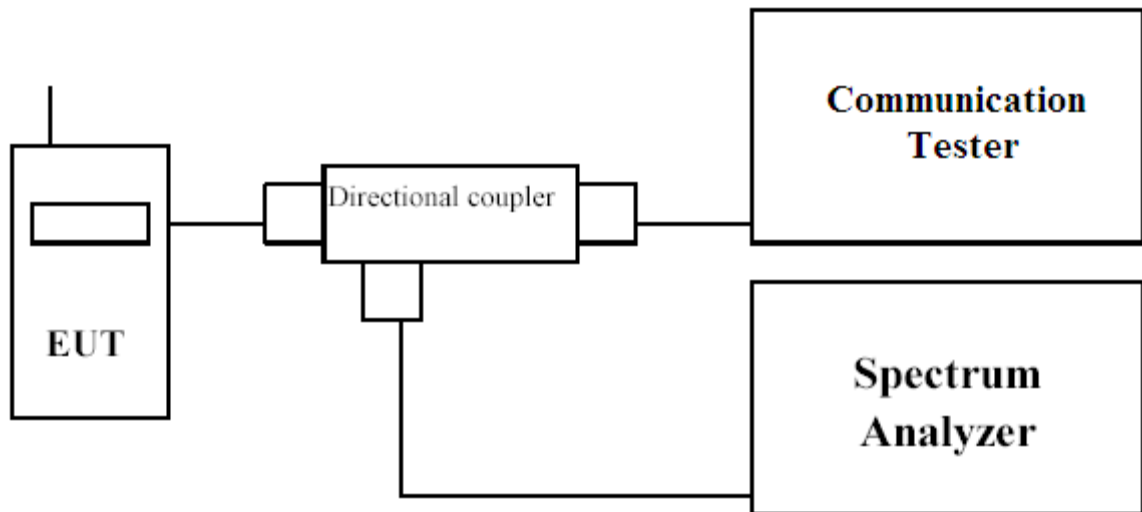 Communication
Tester
Directional coupler
EUT
Spectrum
Analyzer